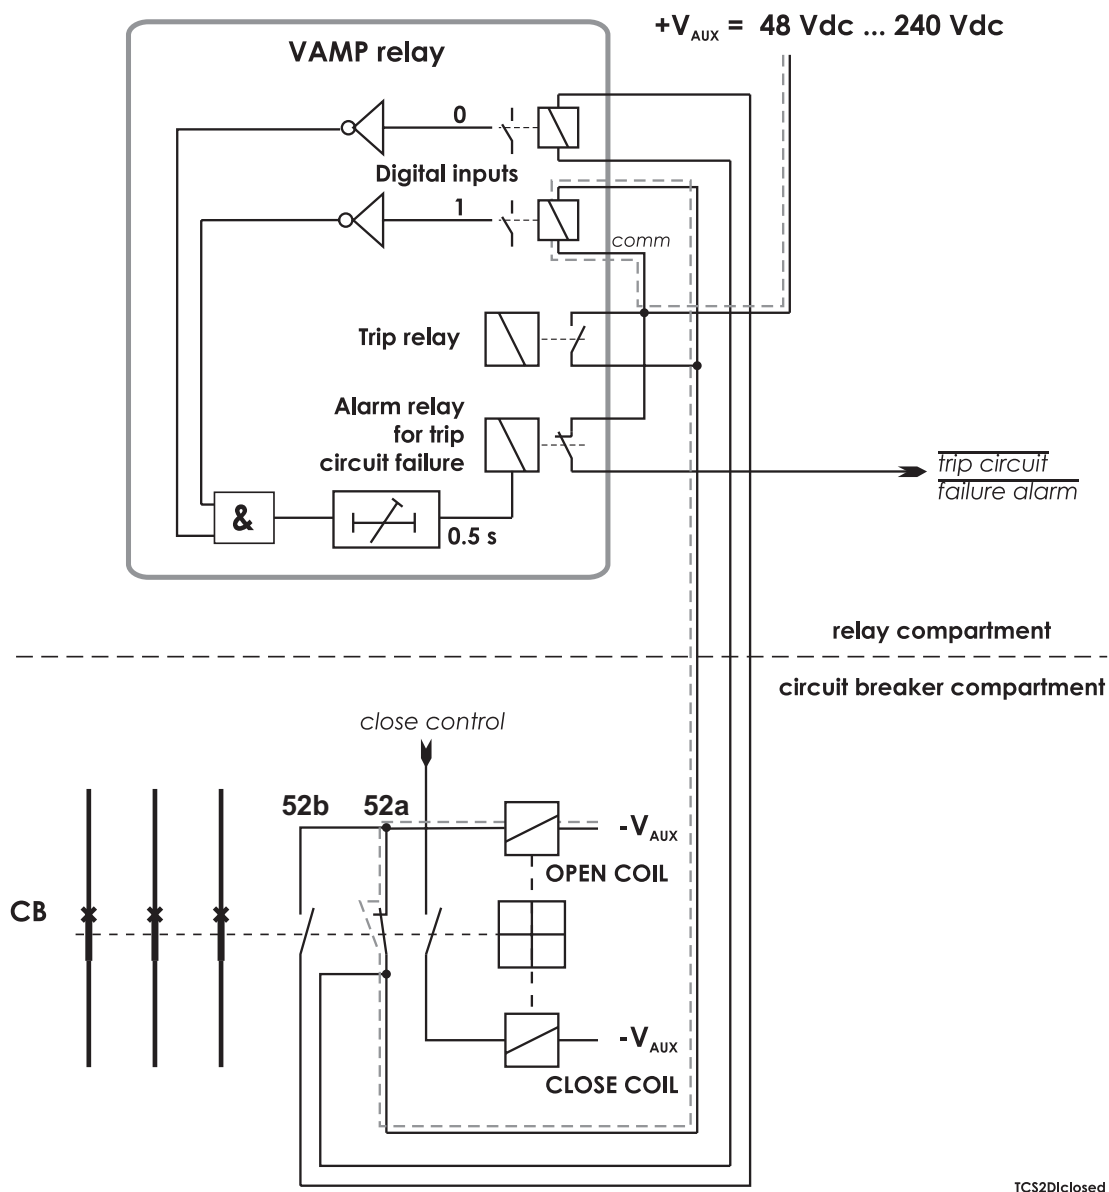 +VAUX = 48 Vdc ... 240 Vdc
VAMP relay
0
Digital inputs
1
comm
Trip relay
Alarm relay
for trip
circuit failure
trip circuit
failure alarm
&
0.5 s
relay compartment
circuit breaker compartment
close control
52b 52a
-VAUX
OPEN COIL
CB
-VAUX
CLOSE COIL
TCS2DIclosed